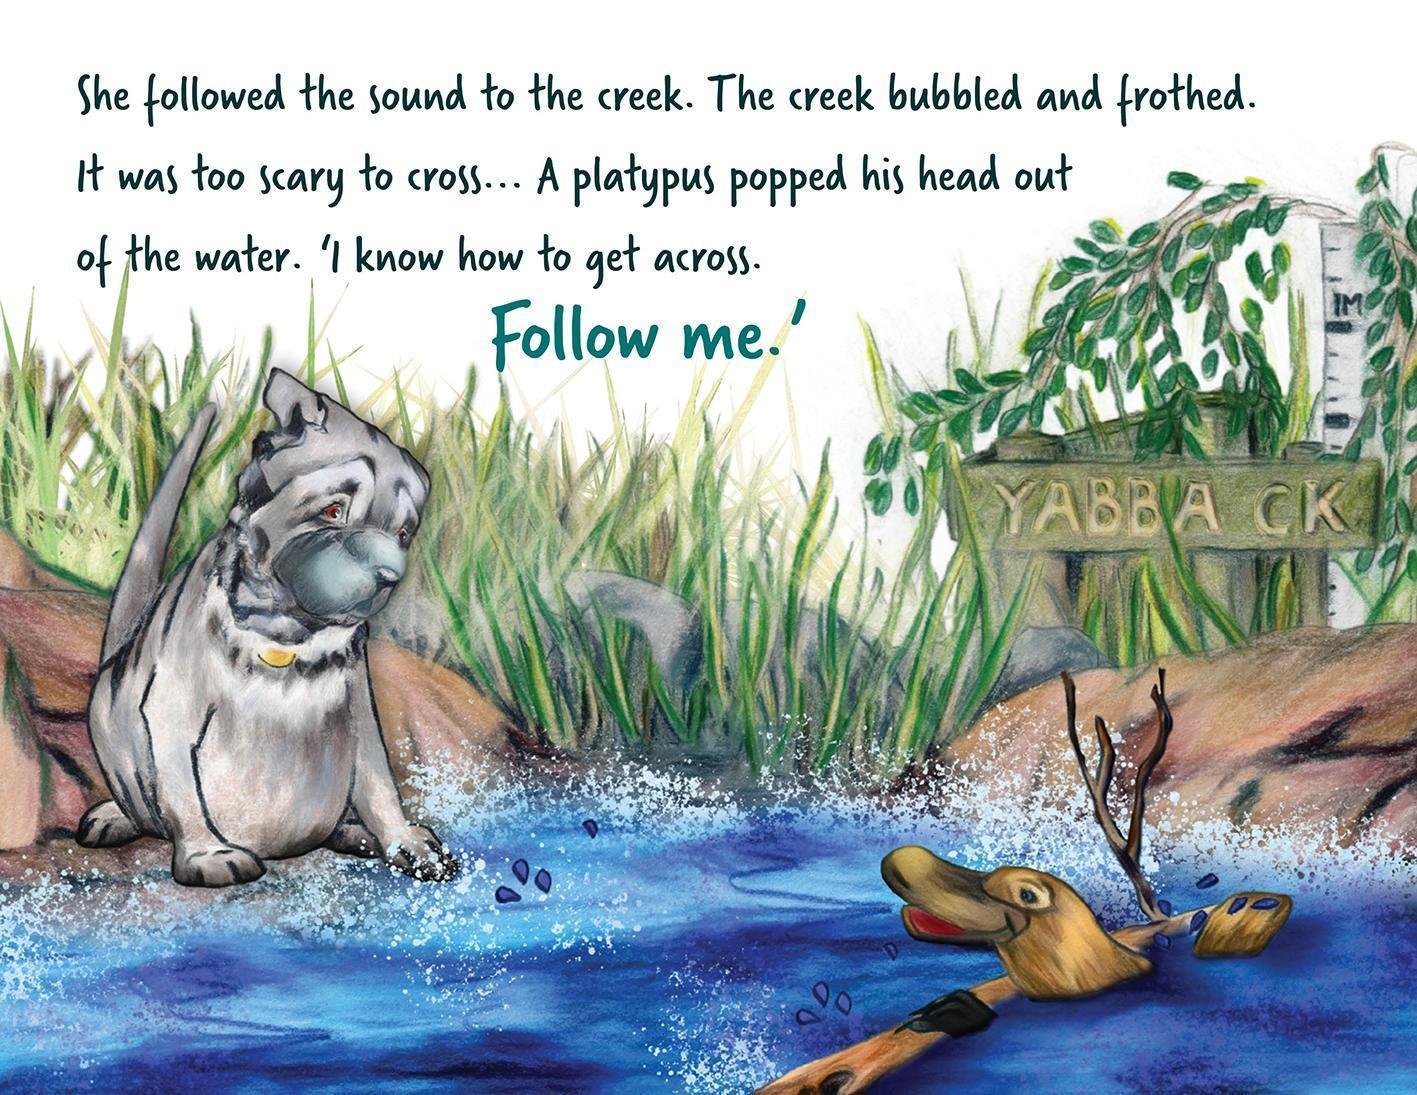 She followed the sound to the creek. The creek bubbled and frothed.
It was too scary to cross... A platypus popped his head out
of the water. ‘I know how to get across.
Follow me.’
1M
YABBA CK